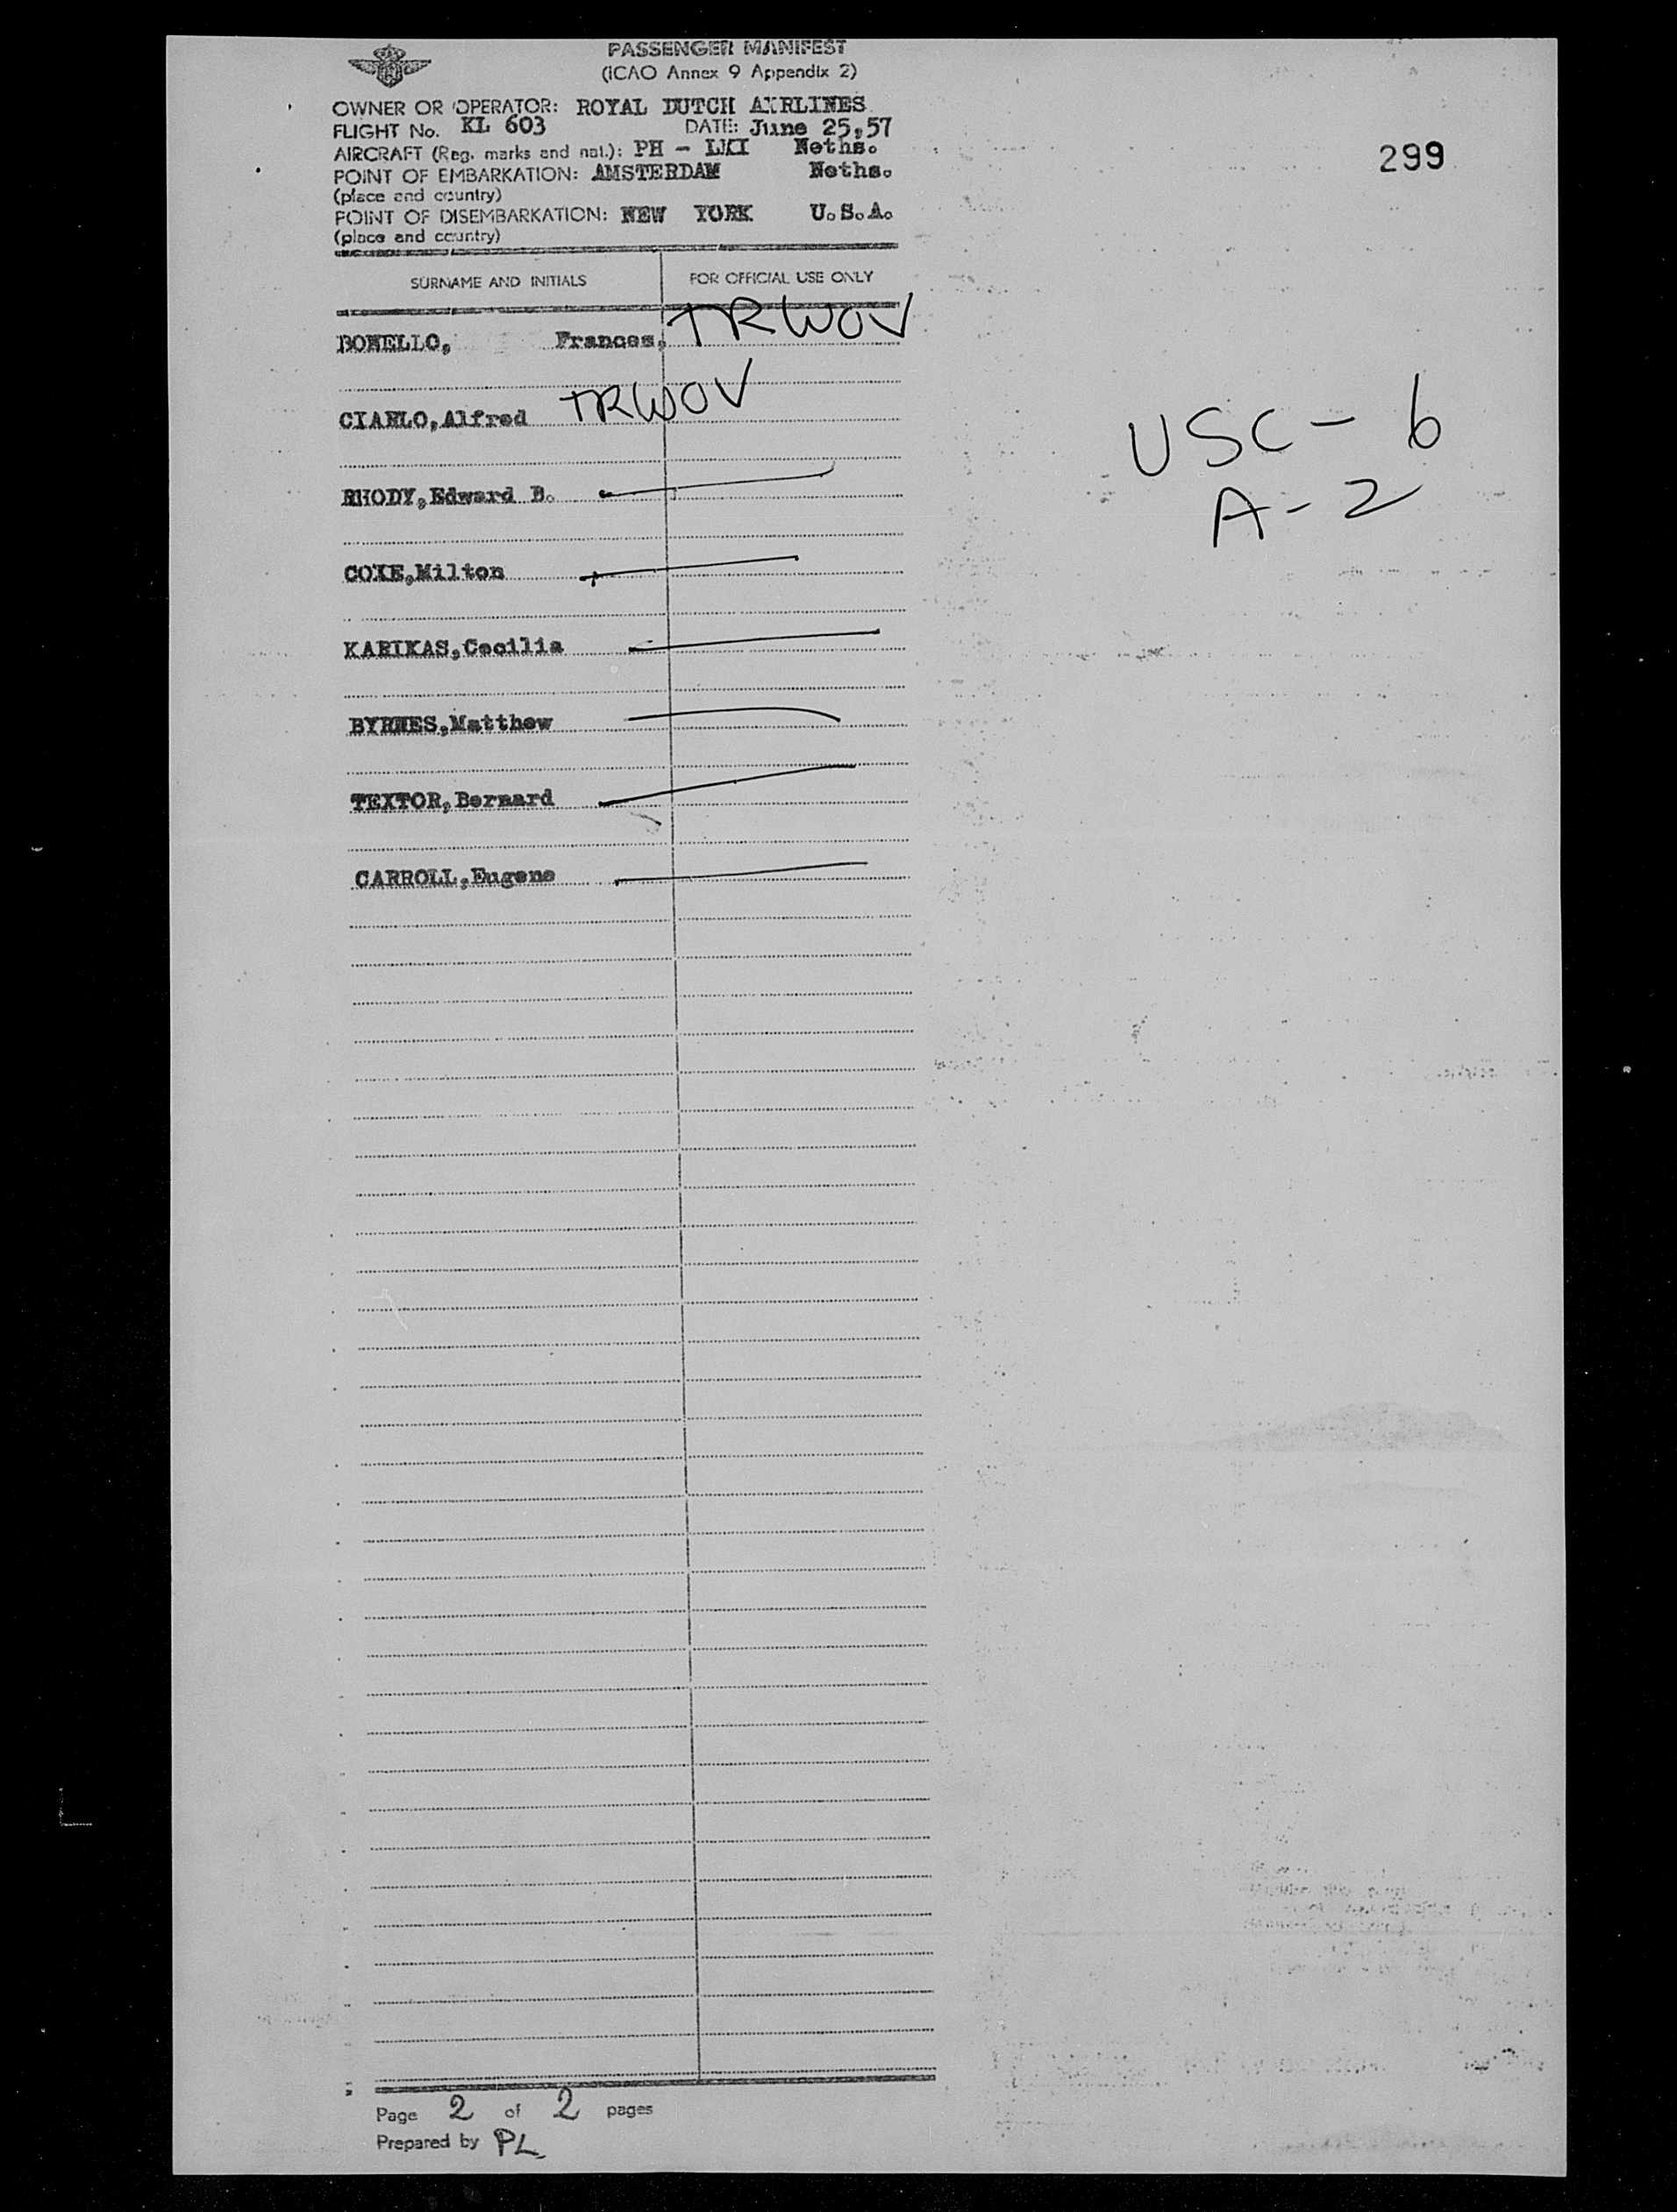 PASSENGER MANIFEST
(ICAO Annex 9 Appendix 2)
OWNER OR OPERATOR: ROYAL DUTCH AIRLINES
FLIGHT No. KL 603 DATE: June 25,57
AIRCRAFT (Reg. marks and nat.): PH - LKI Neths.
299
POINT OF EMBARKATION: AMSTERDAM Neths.
(place and country)
POINT OF DISEMBARKATION: NEW YORK U.S.A.
(place and country)
SURNAME AND INITIALS FOR OFFICIAL USE ONLY
BONELLO, Frances, TRWOV
CIARLO, Alfred TRWOV
USC - 6
RHODY, Edward B.
A - 2
COXE, Milton
KARIKAS, Cecilia
BYRNES, Matthew
TEXTOR, Bernard
CARROLL, Eugene
Page 2 of 2 pages
Prepared by PL